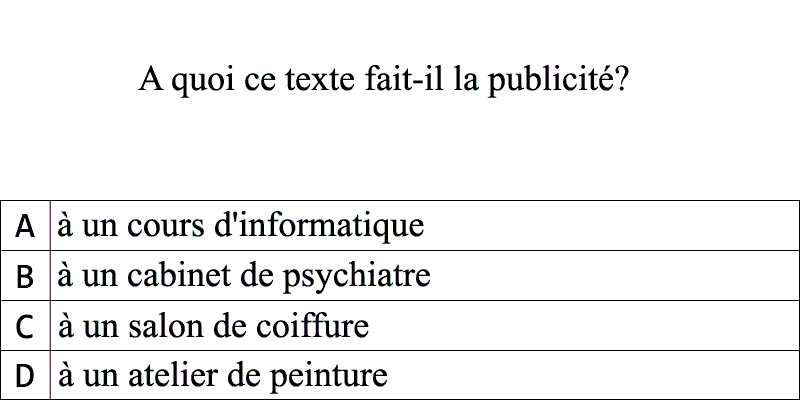 A quoi ce texte fait-il la publicité?
A à un cours d'informatique
B à un cabinet de psychiatre
C à un salon de coiffure
D à un atelier de peinture